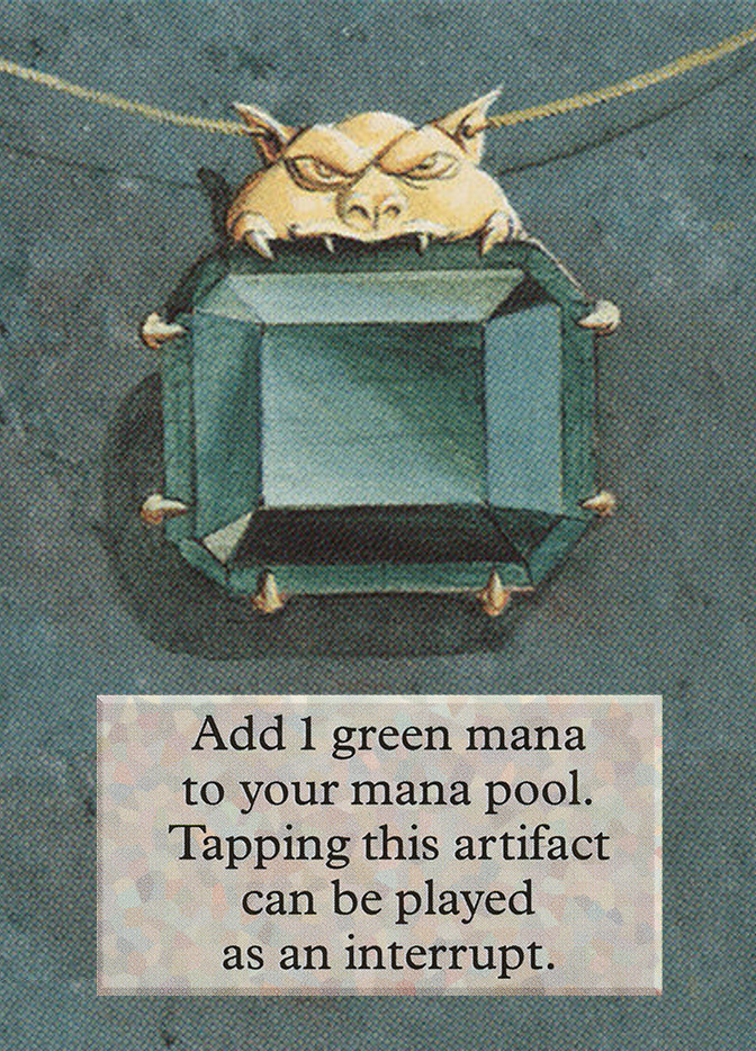 Add 1 green mana
to your mana pool.
Tapping this artifact
can be played
as an interrupt.